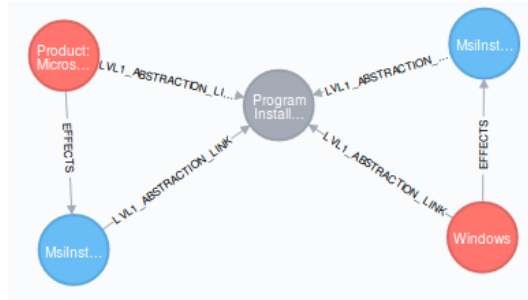 Product:
Micros...
LVL1_ABSTRACTION_LI...
Program
Install...
LVL1_ABSTRACTION_...
MsiInst...
EFFECTS
LVL1_ABSTRACTION_LINK
LVL1_ABSTRACTION_LINK
EFFECTS
MsiInst...
Windows